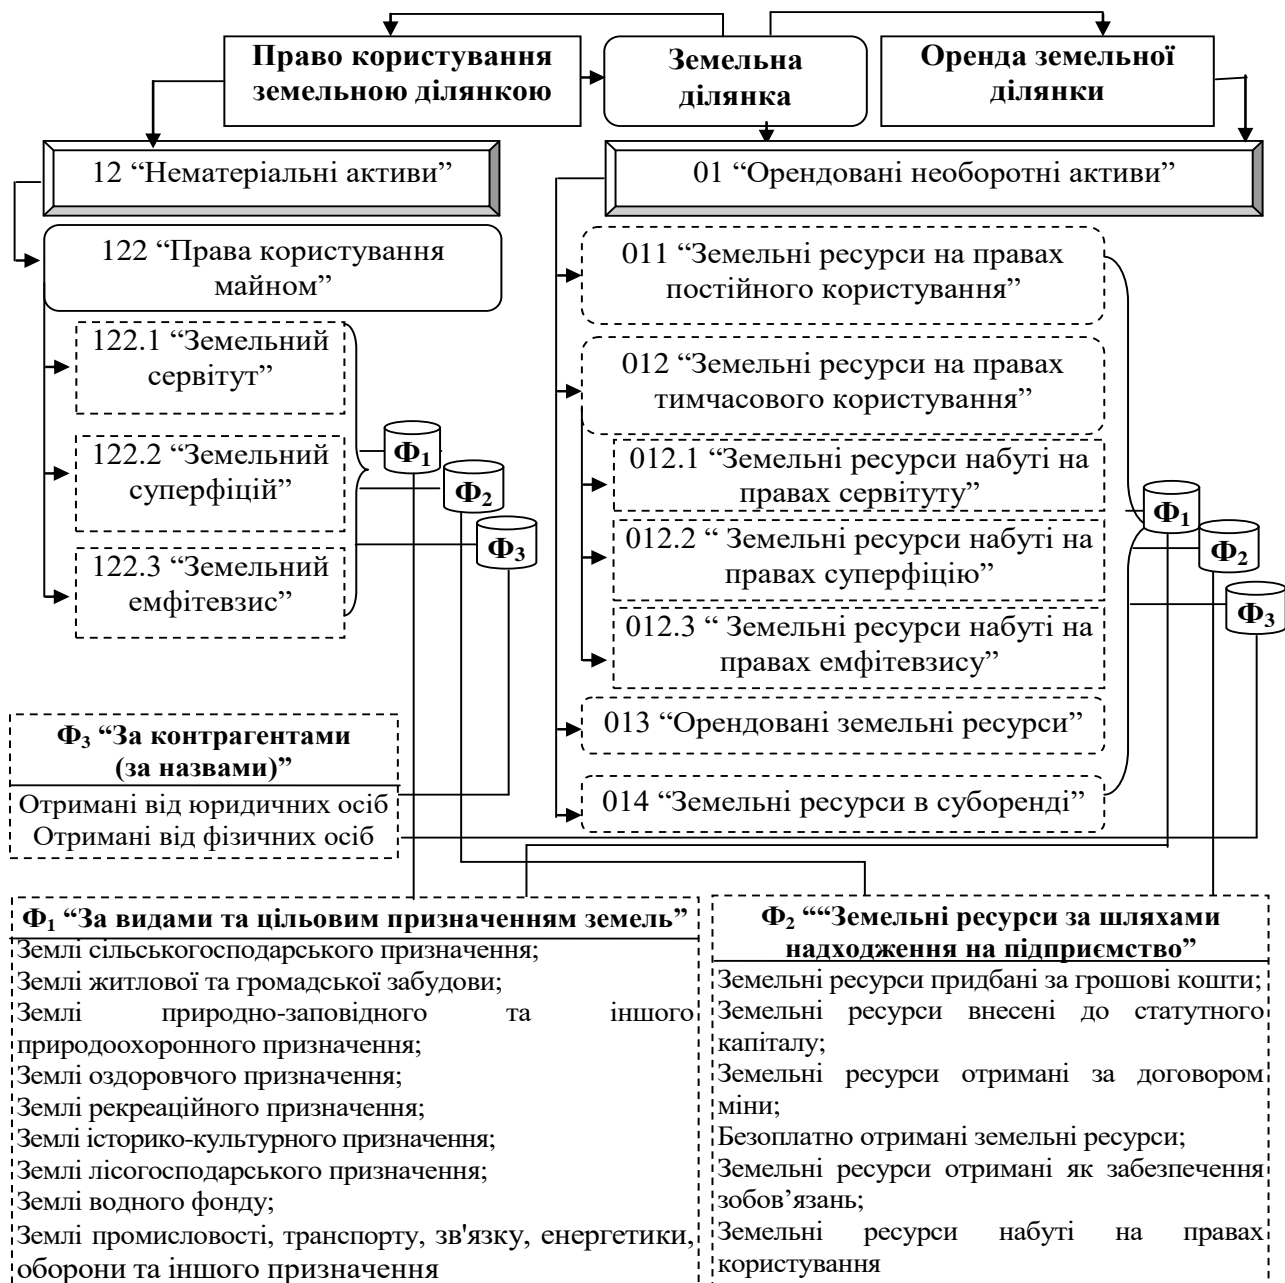 Право користування
земельною ділянкою
Земельна
ділянка
Оренда земельної
ділянки
12 “Нематеріальні активи”
01 “Орендовані необоротні активи”
122 “Права користування
майном”
122.1 “Земельний
сервітут”
122.2 “Земельний
суперфіцій”
122.3 “Земельний
емфітевзис”
Ф1
Ф2
Ф3
011 “Земельні ресурси на правах
постійного користування”
012 “Земельні ресурси на правах
тимчасового користування”
012.1 “Земельні ресурси набуті на
правах сервітуту”
012.2 “ Земельні ресурси набуті на
правах суперфіцію”
012.3 “ Земельні ресурси набуті на
правах емфітевзису”
013 “Орендовані земельні ресурси”
014 “Земельні ресурси в суборенді”
Ф1
Ф2
Ф3
Ф3 “За контрагентами
(за назвами)”
Отримані від юридичних осіб
Отримані від фізичних осіб
Ф1 “За видами та цільовим призначенням земель”
Землі сільськогосподарського призначення;
Землі житлової та громадської забудови;
Землі природно-заповідного та іншого
природоохоронного призначення;
Землі оздоровчого призначення;
Землі рекреаційного призначення;
Землі історико-культурного призначення;
Землі лісогосподарського призначення;
Землі водного фонду;
Землі промисловості, транспорту, зв'язку, енергетики,
оборони та іншого призначення
Ф2 ““Земельні ресурси за шляхами
надходження на підприємство”
Земельні ресурси придбані за грошові кошти;
Земельні ресурси внесені до статутного
капіталу;
Земельні ресурси отримані за договором
міни;
Безоплатно отримані земельні ресурси;
Земельні ресурси отримані як забезпечення
зобов’язань;
Земельні ресурси набуті на правах
користування